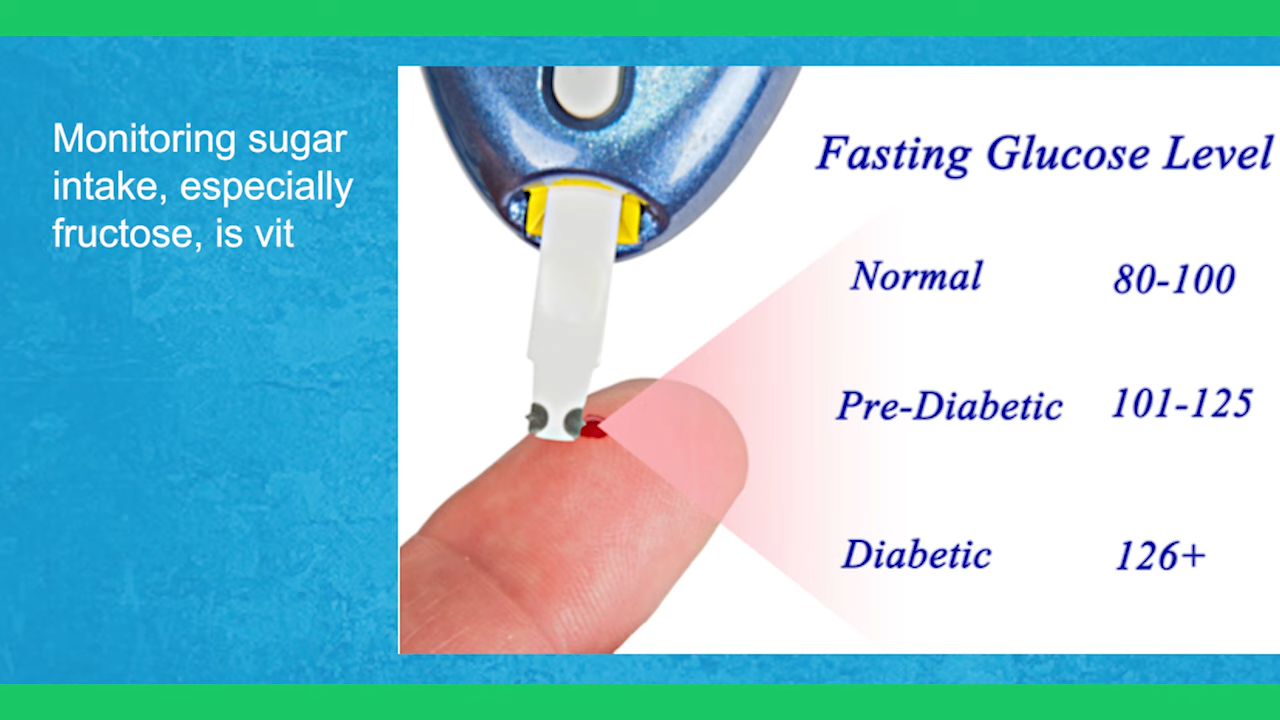 Monitoring sugar
intake, especially
fructose, is vit
Fasting Glucose Level
Normal 80-100
Pre-Diabetic 101-125
Diabetic 126+